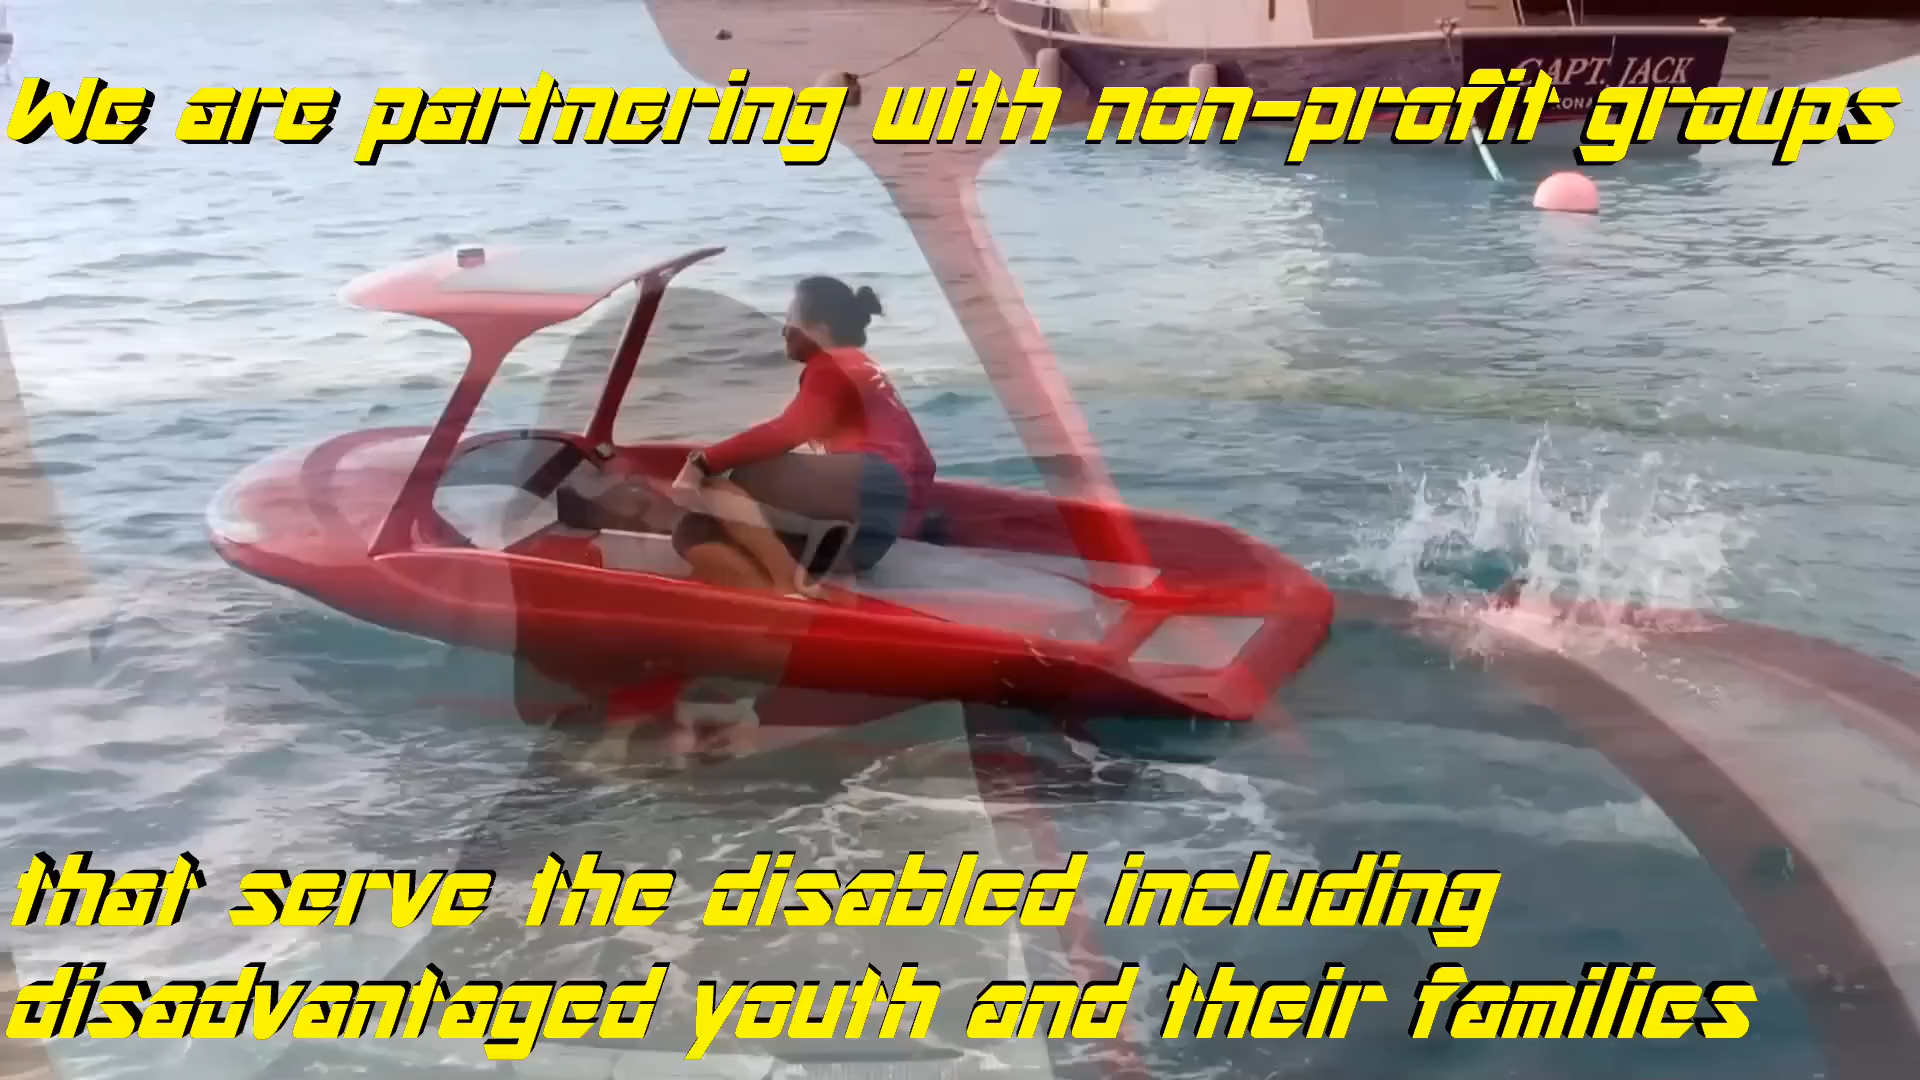 CAPT. JACK
We are partnering with non-profit groups
that serve the disabled including
disadvantaged youth and their families